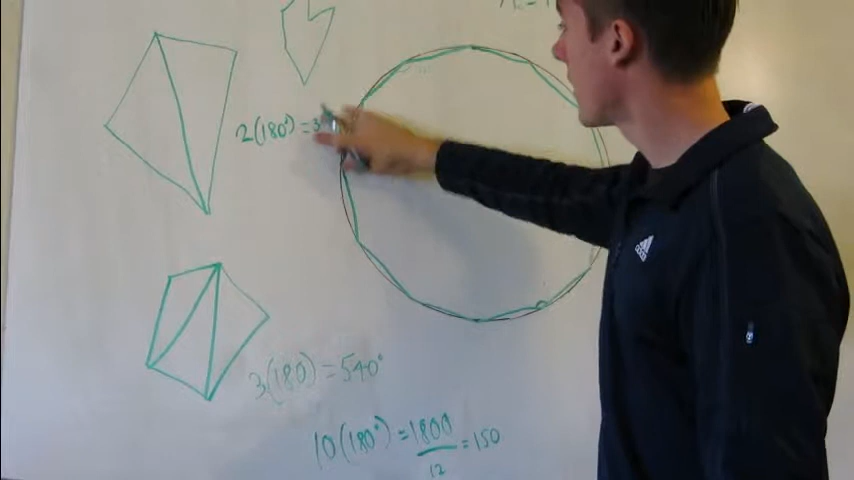 2(180°) = 3
3(180) = 540°
10(180°) = 1800
12
= 150